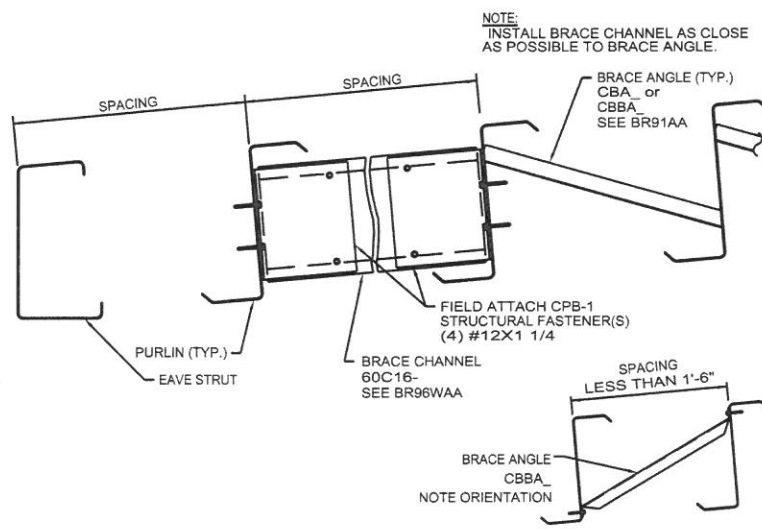 NOTE:
INSTALL BRACE CHANNEL AS CLOSE
AS POSSIBLE TO BRACE ANGLE.
SPACING
SPACING
BRACE ANGLE (TYP.)
CBA_ or
CBBA_
SEE BR91AA
FIELD ATTACH CPB-1
STRUCTURAL FASTENER(S)
(4) #12X1 1/4
PURLIN (TYP.)
EAVE STRUT
BRACE CHANNEL
60C16-
SEE BR96WAA
SPACING
LESS THAN 1'-6"
BRACE ANGLE
CBBA_
NOTE ORIENTATION